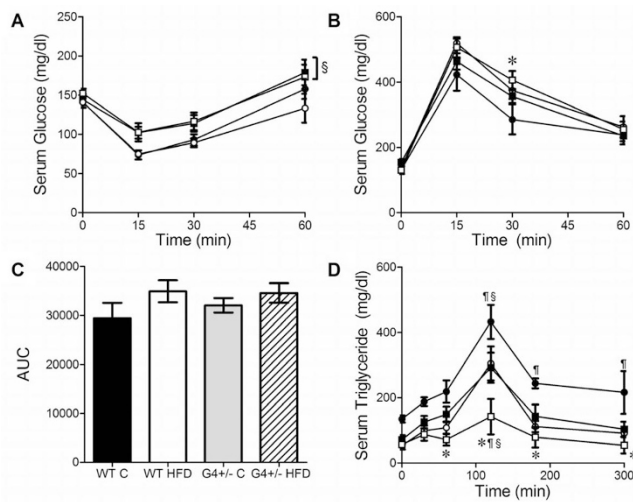 A
Serum Glucose (mg/dl)
250
200
150
100
50
0
§
0 15 30 45 60
Time (min)
B
Serum Glucose (mg/dl)
600
400
200
0
*
0 15 30 45 60
Time (min)
C
AUC
40000
30000
20000
10000
0
WT C WT HFD G4+/- C G4+/- HFD
D
Serum Triglyceride (mg/dl)
600
400
200
0
¶ §
¶
¶
*
*¶§
*
*
0 100 200 300
Time (min)